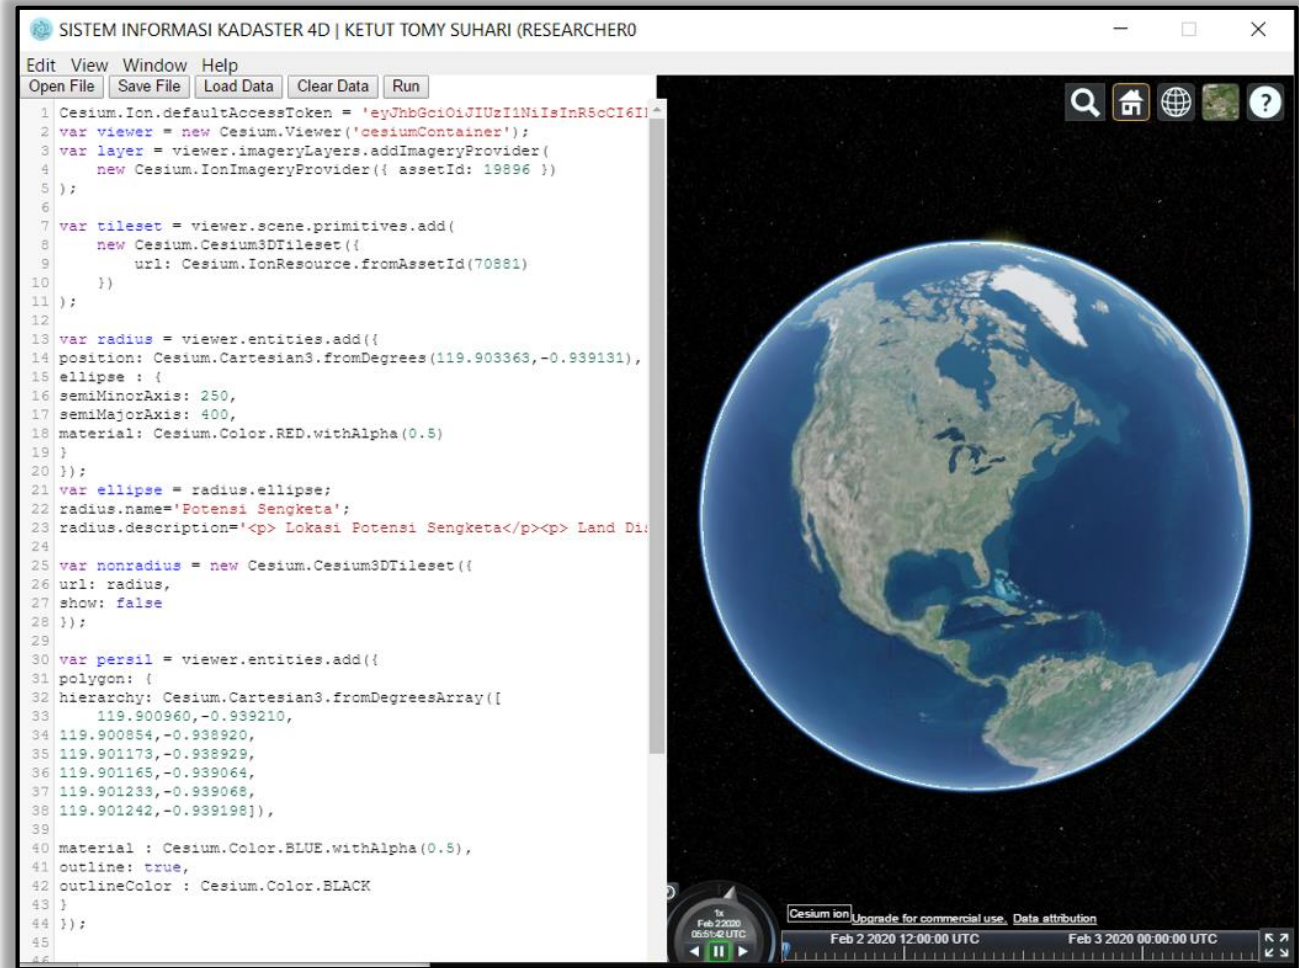 SISTEM INFORMASI KADASTER 4D | KETUT TOMY SUHARI (RESEARCHER0
Edit View Window Help
Open File Save File Load Data Clear Data Run
1 Cesium.Ion.defaultAccessToken = 'eyJhbGciOiJIUzI1NiIsInR5cCI6I
2 var viewer = new Cesium.Viewer('cesiumContainer');
3 var layer = viewer.imageryLayers.addImageryProvider(
4 new Cesium.IonImageryProvider({ assetId: 19896 })
5 );
6
7 var tileset = viewer.scene.primitives.add(
8 new Cesium.Cesium3DTileset({
9 url: Cesium.IonResource.fromAssetId(70881)
10 })
11 );
12
13 var radius = viewer.entities.add({
14 position: Cesium.Cartesian3.fromDegrees(119.903363,-0.939131),
15 ellipse : {
16 semiMinorAxis: 250,
17 semiMajorAxis: 400,
18 material: Cesium.Color.RED.withAlpha(0.5)
19 }
20 });
21 var ellipse = radius.ellipse;
22 radius.name='Potensi Sengketa';
23 radius.description='<p> Lokasi Potensi Sengketa</p><p> Land Di
24
25 var nonradius = new Cesium.Cesium3DTileset({
26 url: radius,
27 show: false
28 });
29
30 var persil = viewer.entities.add({
31 polygon: {
32 hierarchy: Cesium.Cartesian3.fromDegreesArray([
33 119.900960,-0.939210,
34 119.900854,-0.938920,
35 119.901173,-0.938929,
36 119.901165,-0.939064,
37 119.901233,-0.939068,
38 119.901242,-0.939198]),
39
40 material : Cesium.Color.BLUE.withAlpha(0.5),
41 outline: true,
42 outlineColor : Cesium.Color.BLACK
43 }
44 });
45
46
?
1x
Feb 2 2020
05:51:42 UTC
Cesium ion Upgrade for commercial use. Data attribution
Feb 2 2020 12:00:00 UTC Feb 3 2020 00:00:00 UTC